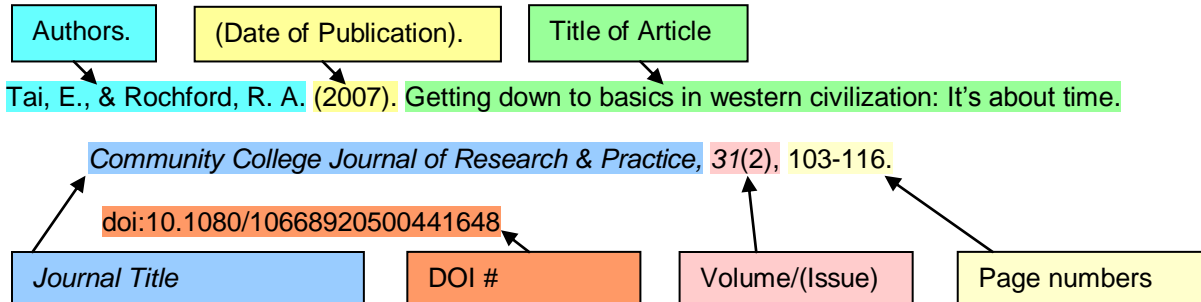 Authors. (Date of Publication). Title of Article
Tai, E., & Rochford, R. A. (2007). Getting down to basics in western civilization: It’s about time.
Community College Journal of Research & Practice, 31(2), 103-116.
doi:10.1080/10668920500441648
Journal Title DOI # Volume/(Issue) Page numbers